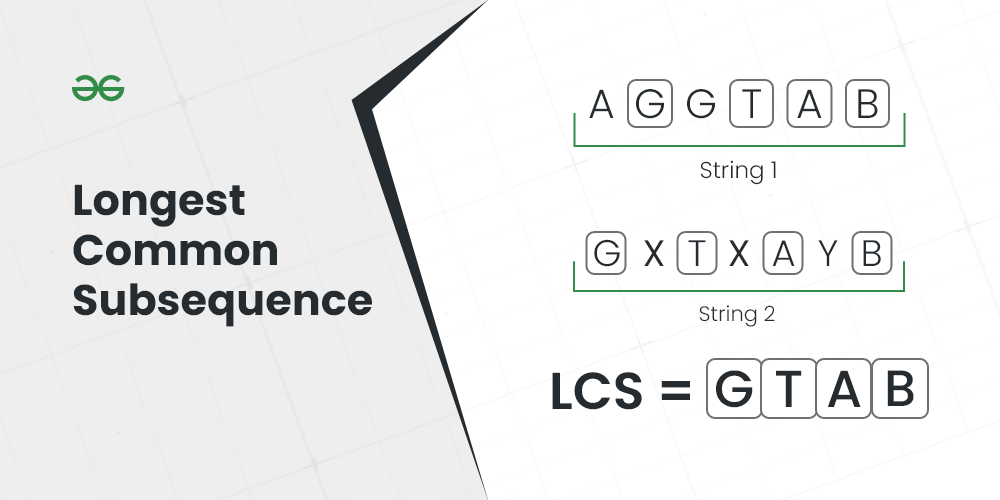 Longest
Common
Subsequence
A G G T A B
String 1
G X T X A Y B
String 2
LCS = G T A B